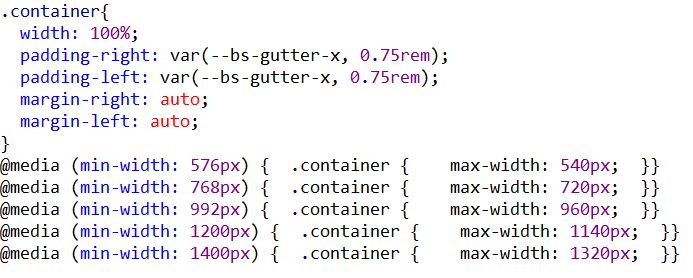 .container{
  width: 100%;
  padding-right: var(--bs-gutter-x, 0.75rem);
  padding-left: var(--bs-gutter-x, 0.75rem);
  margin-right: auto;
  margin-left: auto;
}
@media (min-width: 576px) {  .container {    max-width: 540px;  }}
@media (min-width: 768px) {  .container {    max-width: 720px;  }}
@media (min-width: 992px) {  .container {    max-width: 960px;  }}
@media (min-width: 1200px) {  .container {    max-width: 1140px;  }}
@media (min-width: 1400px) {  .container {    max-width: 1320px;  }}